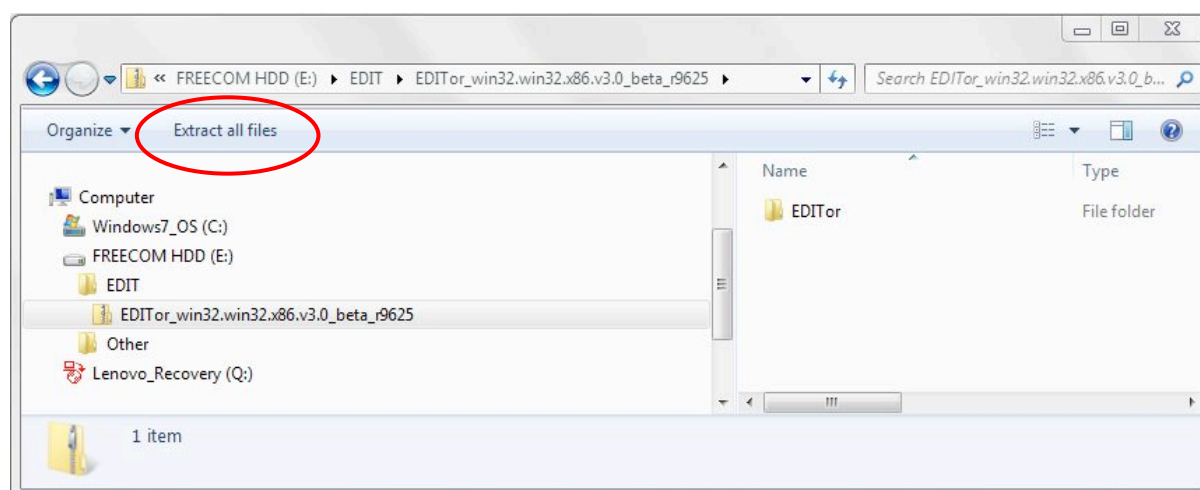 « FREECOM HDD (E:) ▸ EDIT ▸ EDITor_win32.win32.x86.v3.0_beta_r9625 ▸
Search EDITor_win32.win32.x86.v3.0_b...
Organize ▾ Extract all files
Name Type
Computer
Windows7_OS (C:)
EDITor File folder
FREECOM HDD (E:)
EDIT
EDITor_win32.win32.x86.v3.0_beta_r9625
Other
Lenovo_Recovery (Q:)
1 item